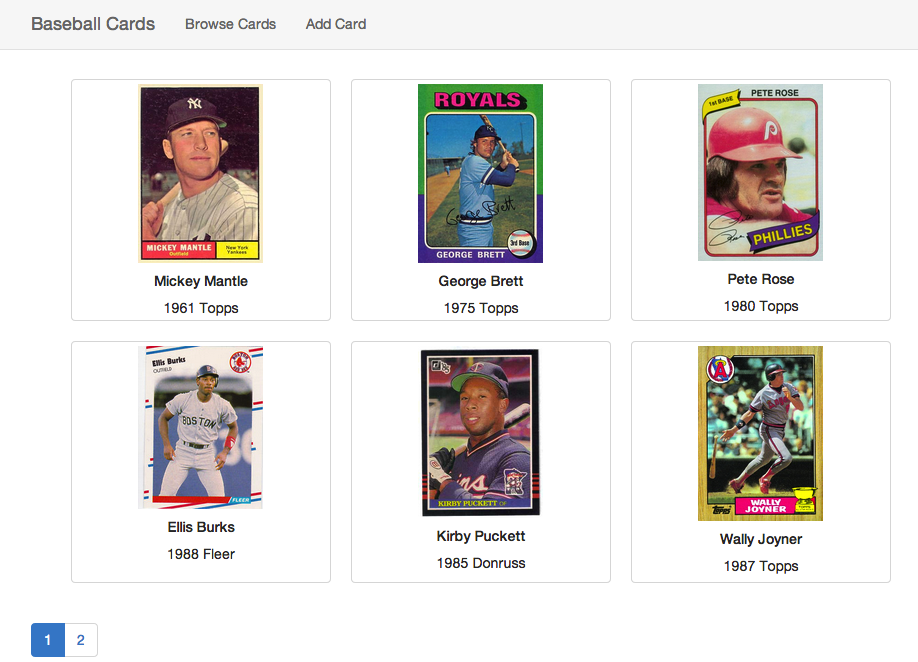 Baseball Cards Browse Cards Add Card
MICKEY MANTLE
Outfield
New York
Yankees
Mickey Mantle
1961 Topps
ROYALS
George Brett
3rd Base
GEORGE BRETT
George Brett
1975 Topps
PETE ROSE
1st BASE
P
PHILLIES
Pete Rose
1980 Topps
Ellis Burks
OUTFIELD
BOSTON
FLEER
Ellis Burks
1988 Fleer
KIRBY PUCKETT OF
Kirby Puckett
1985 Donruss
A
Topps
WALLY
JOYNER
Wally Joyner
1987 Topps
1 2